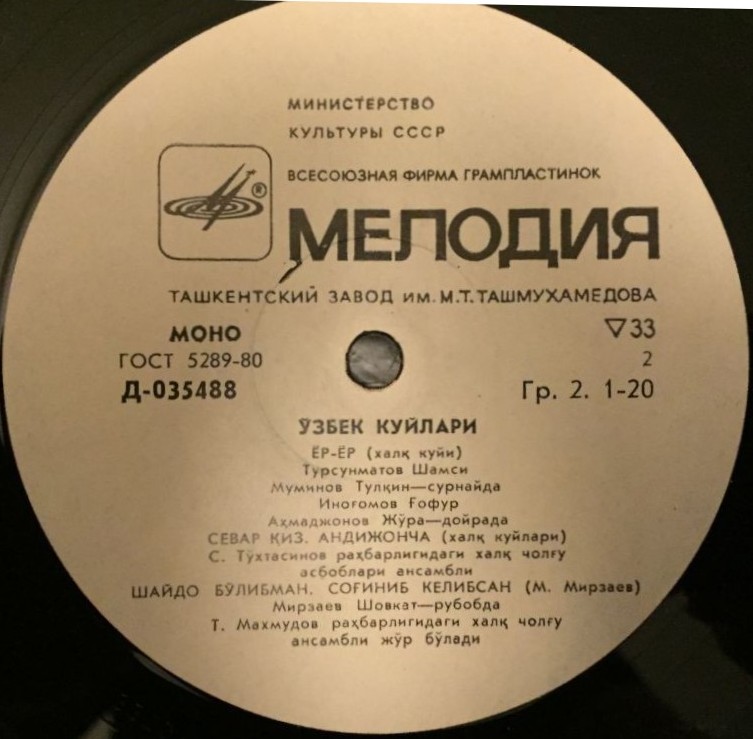 МИНИСТЕРСТВО
КУЛЬТУРЫ СССР
ВСЕСОЮЗНАЯ ФИРМА ГРАМПЛАСТИНОК
®
МЕЛОДИЯ
ТАШКЕНТСКИЙ ЗАВОД ИМ. М.Т. ТАШМУХАМЕДОВА
МОНО ▽33
ГОСТ 5289-80 2
Д-035488 Гр. 2. 1-20
ЎЗБЕК КУЙЛАРИ
ЁР-ЁР (халқ куйи)
Турсунматов Шамси
Муминов Тулқин—сурнайда
Иноғомов Ғофур
Аҳмаджонов Жўра—дойрада
СЕВАР ҚИЗ. АНДИЖОНЧА (халқ куйлари)
С. Тўхтасинов раҳбарлигидаги халқ чолғу
асбоблари ансамбли
ШАЙДО БЎЛИБМАН. СОҒИНИБ КЕЛИБСАН (М. Мирзаев)
Мирзаев Шовкат—рубобда
Т. Махмудов раҳбарлигидаги халқ чолғу
ансамбли жўр бўлади